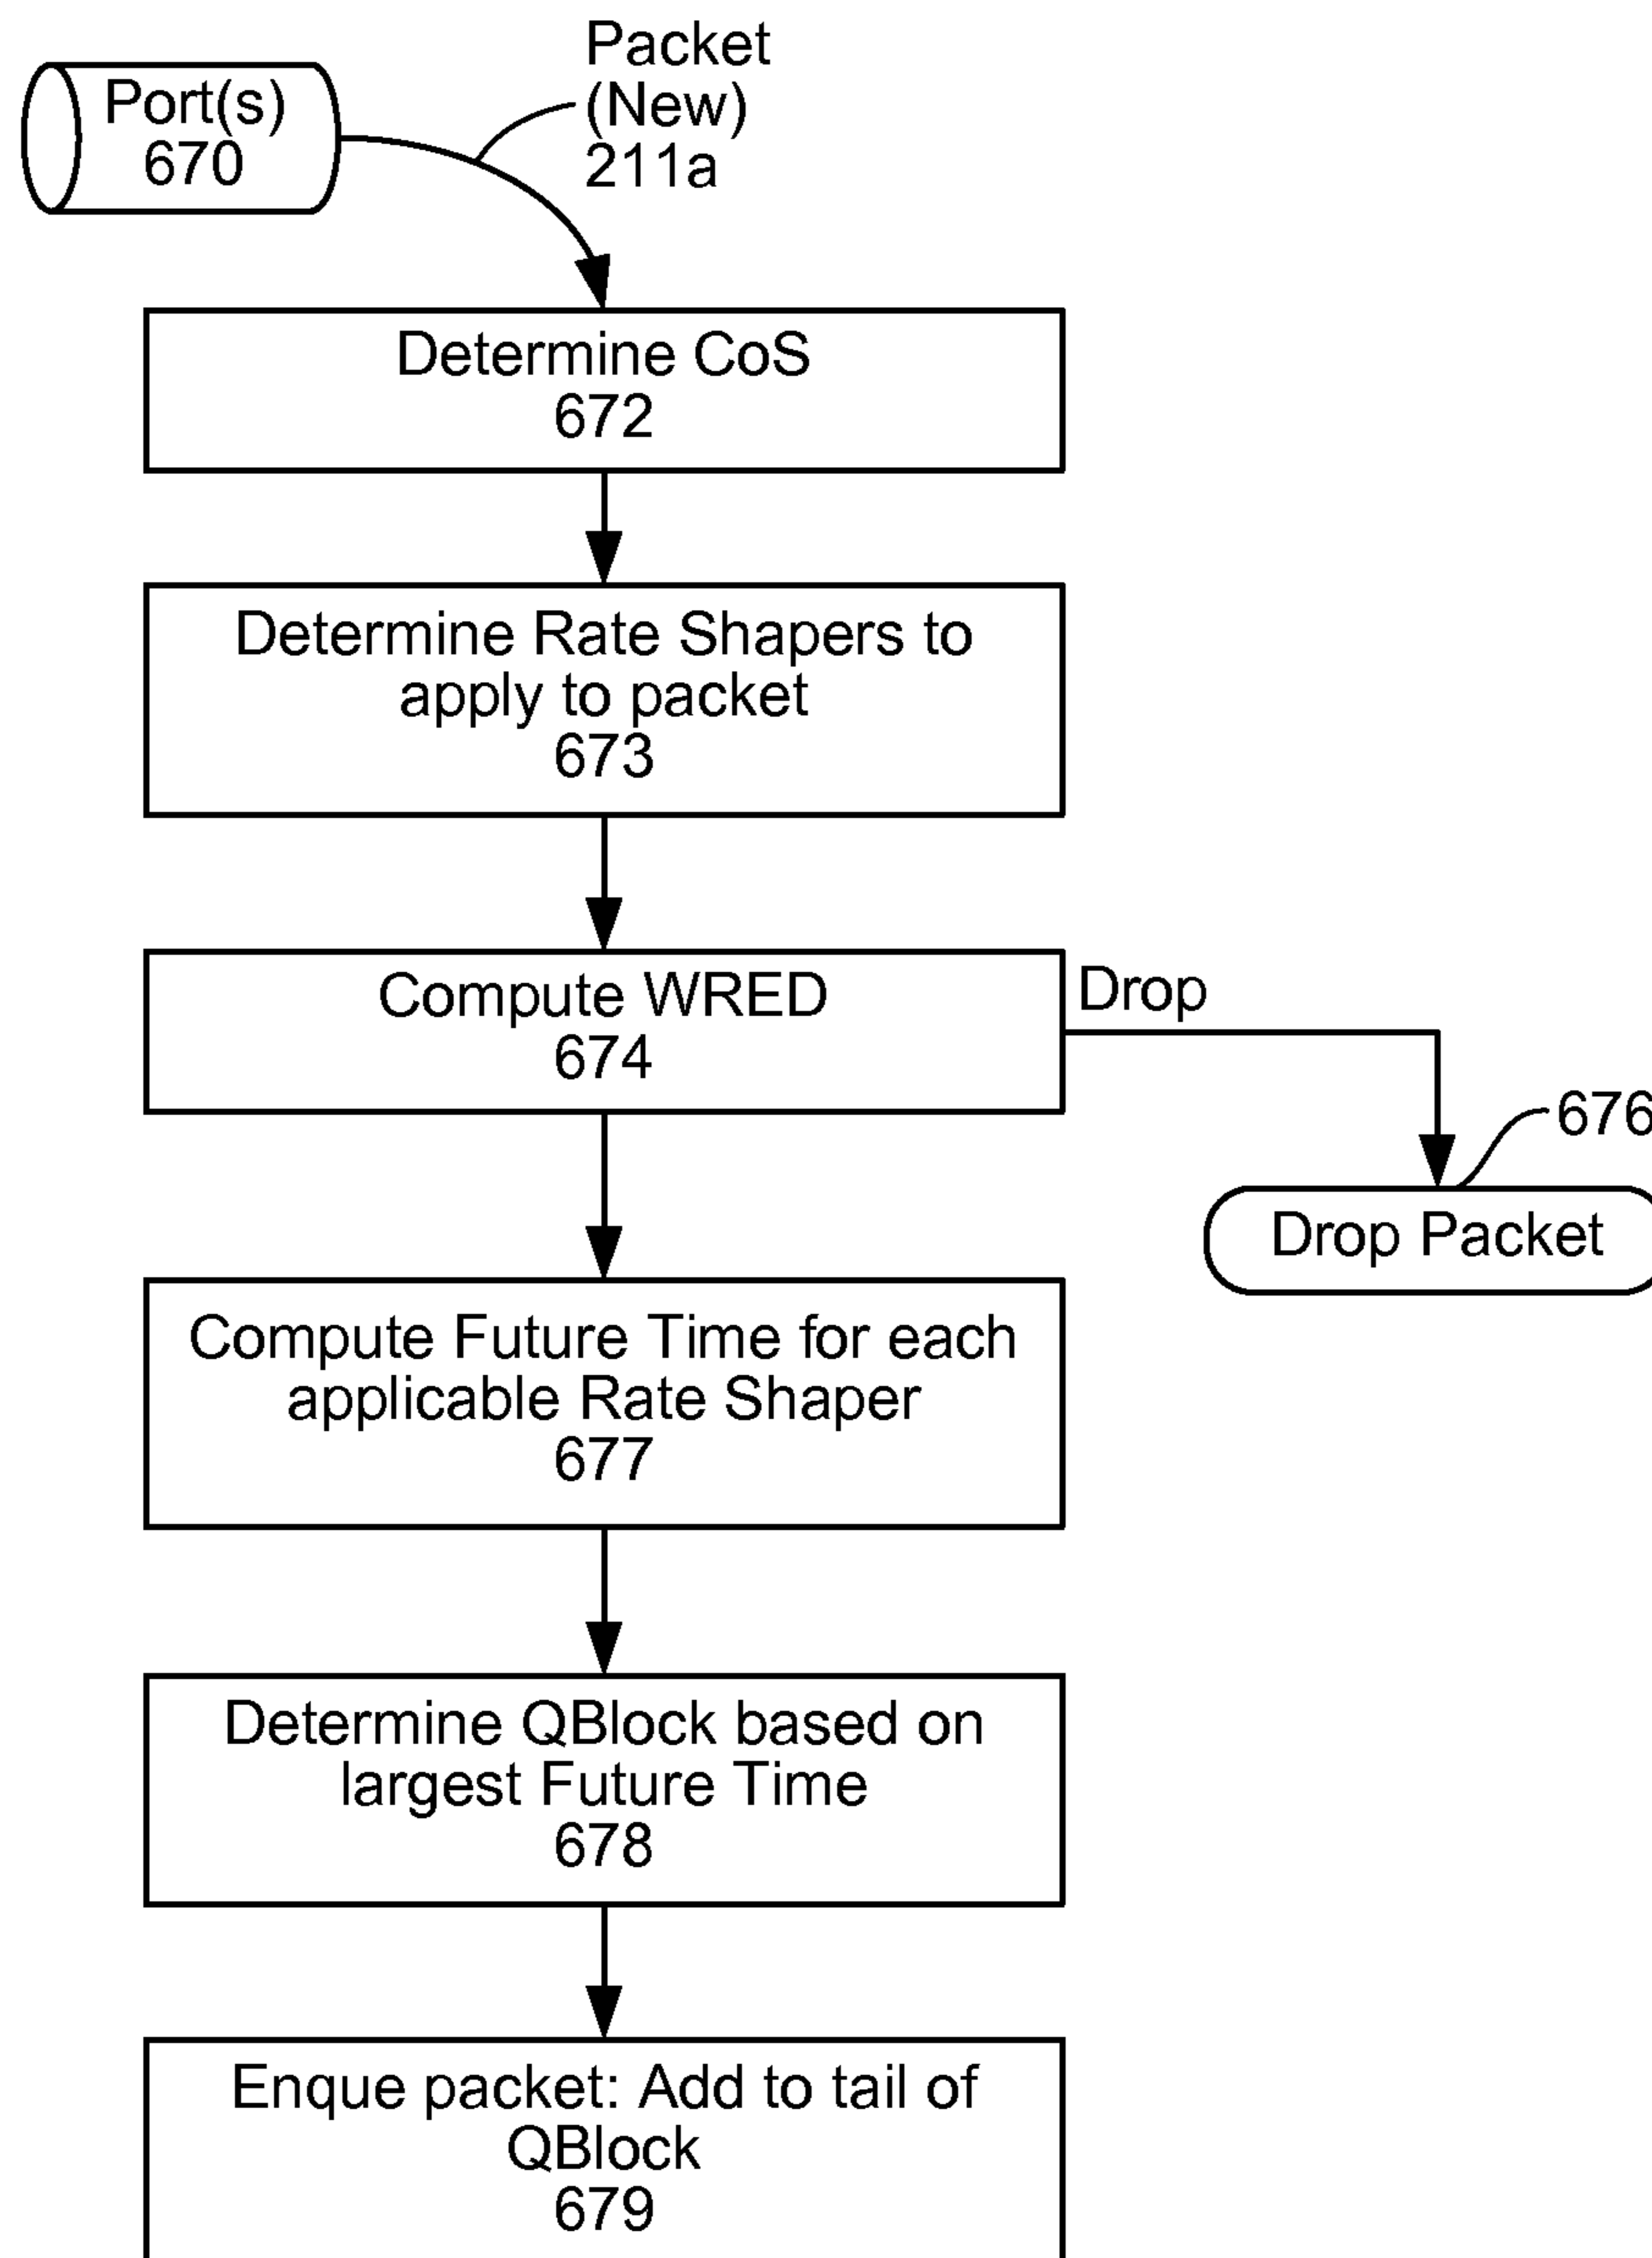 Port(s)
670
Packet
(New)
211a
Determine CoS
672
Determine Rate Shapers to
apply to packet
673
Compute WRED
674
Drop
676
Drop Packet
Compute Future Time for each
applicable Rate Shaper
677
Determine QBlock based on
largest Future Time
678
Enque packet: Add to tail of
QBlock
679